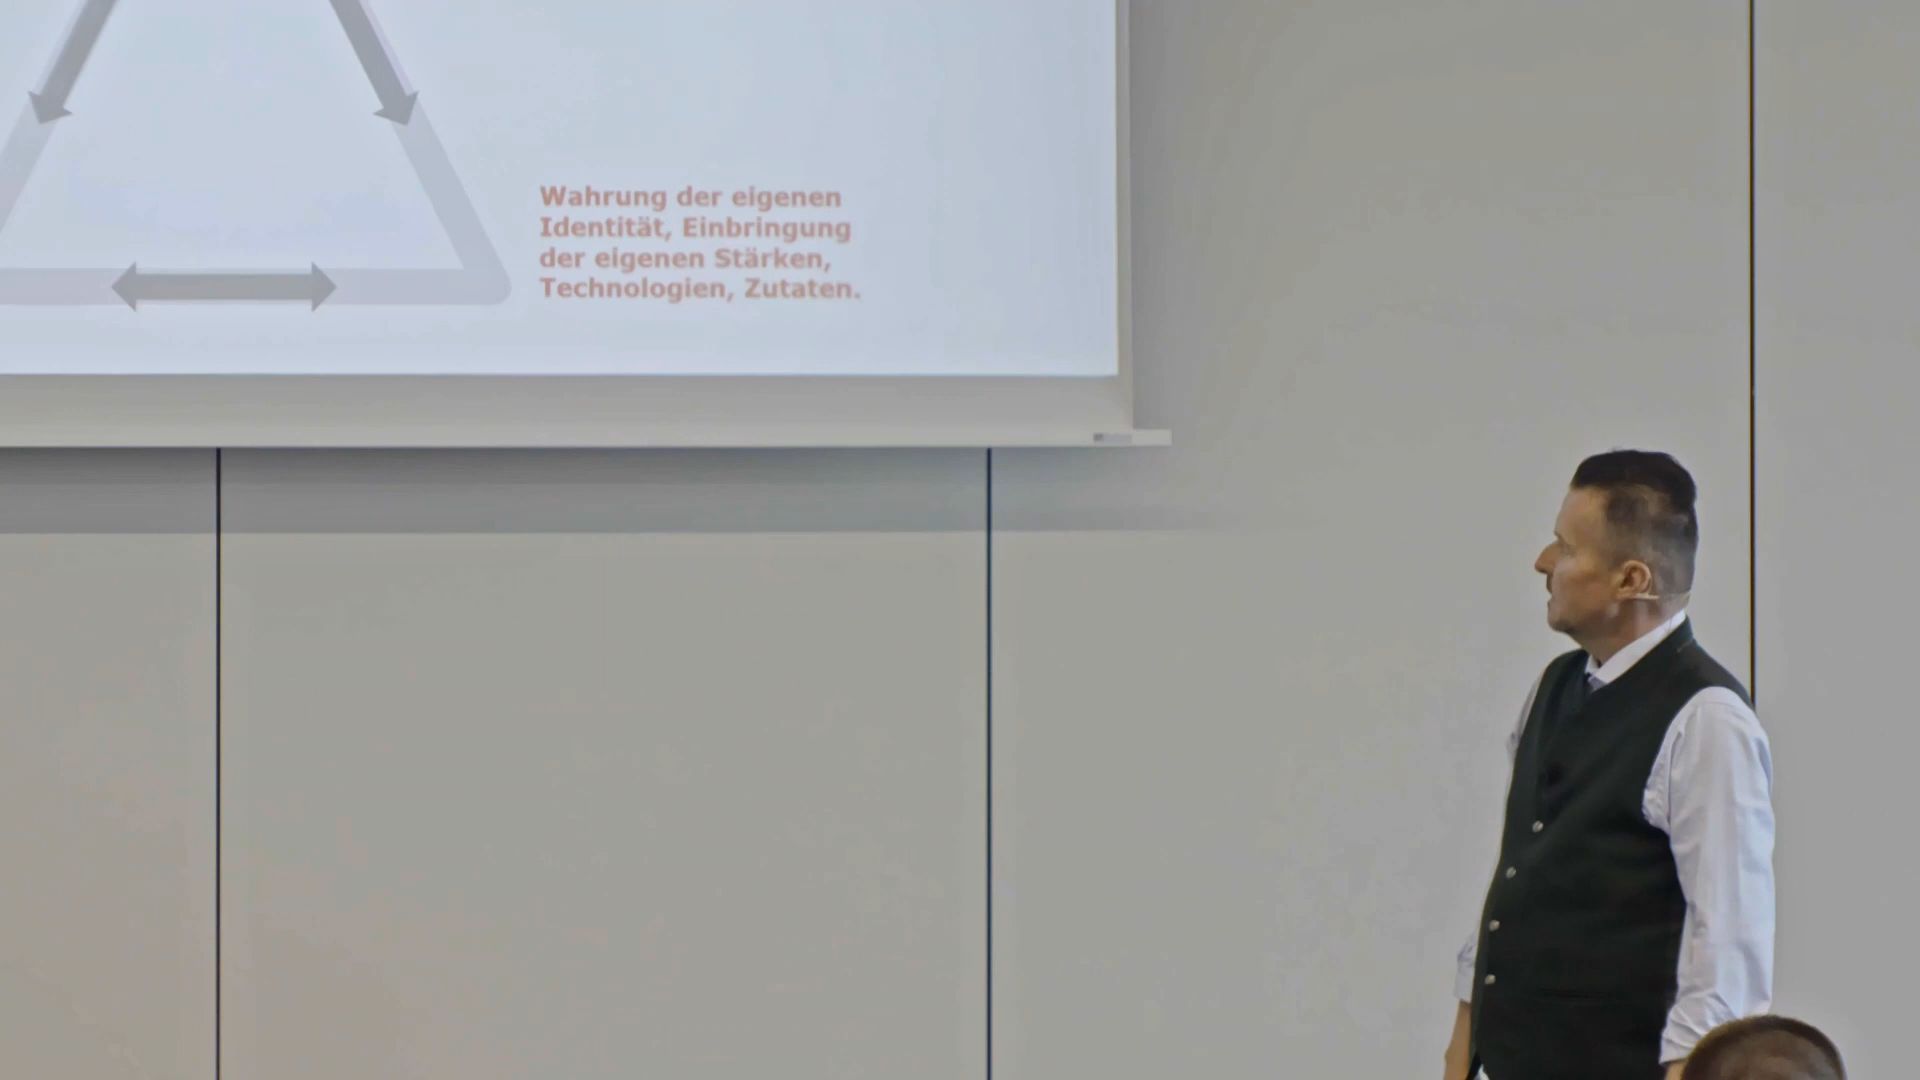 Wahrung der eigenen
Identität, Einbringung
der eigenen Stärken,
Technologien, Zutaten.